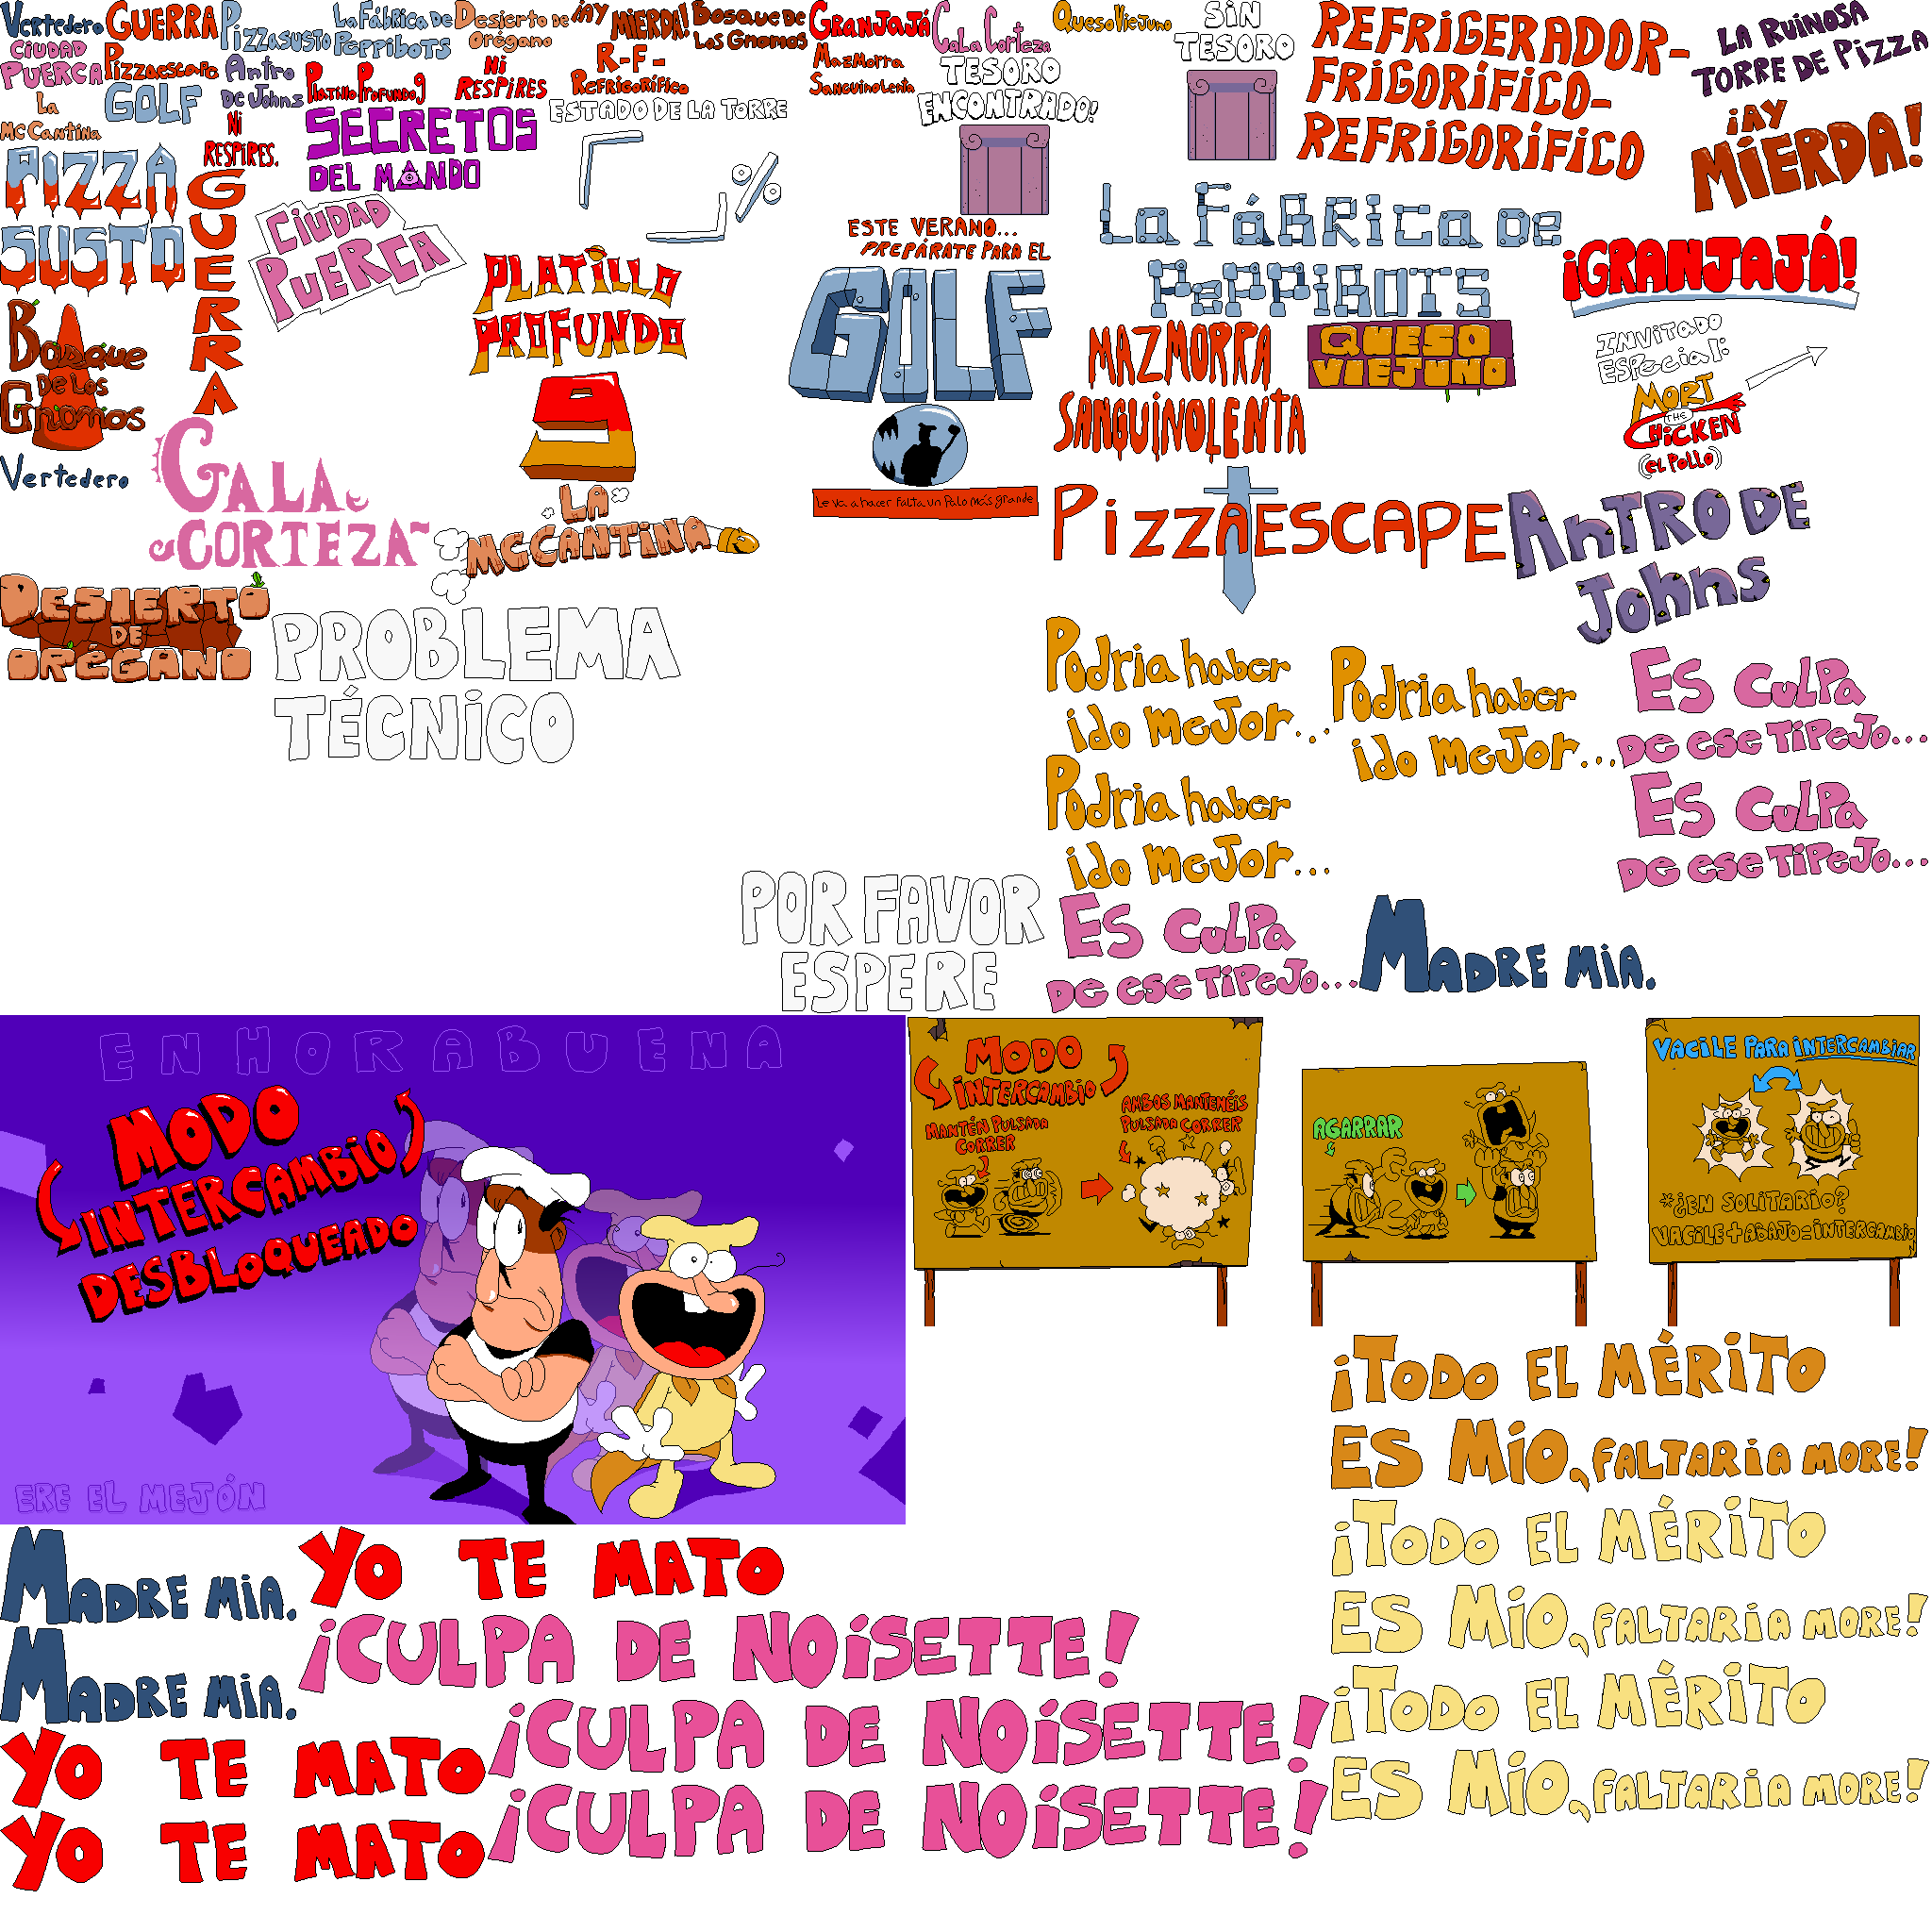 Vertedero
GUERRA
Pizzasusto
La Fábrica De
Peppibots
Desierto de
Orégano
¡AY
MIERDA!
Bosque De
Los Gnomos
GRANJAJÁ
Gala Corteza
Queso Viejuno
SIN
TESORO
REFRIGERADOR-
FRIGORÍFICO-
REFRIGORÍFICO
LA RUINOSA
TORRE DE PIZZA
CIUDAD
PUERCA
Pizzaescape
Antro
De Johns
Platillo Profundo 9
Ni
RESPIRES
R-F-
REFRIGORÍFICO
Mazmorra
Sanguinolenta
TESORO
ENCONTRADO!
La
McCantina
GOLF
Ni
RESPIRES.
SECRETOS
DEL MANDO
ESTADO DE LA TORRE
%
¡AY
MIERDA!
PIZZA
SUSTO
GUERRA
CIUDAD
PUERCA
PLATILLO
PROFUNDO
9
ESTE VERANO...
PREPÁRATE PARA EL
GOLF
Le va a hacer falta un palo más grande
La FÁBRICA DE
PEPPIBOTS
¡GRANJAJÁ!
MAZMORRA
SANGUINOLENTA
QUESO
VIEJUNO
INVITADO
ESPECIAL:
MORT
THE
CHICKEN
(EL POLLO)
Bosque
De Los
Gnomos
Vertedero
GALA
CORTEZA
LA
MCCANTINA
PizzAESCAPE
ANTRO DE
Johns
DESIERTO
DE
ORÉGANO
PROBLEMA
TÉCNICO
Podria haber
ido mejor...
Podria haber
ido mejor...
ES CULPA
DE ESE TIPEJO...
Podria haber
ido mejor...
ES CULPA
DE ESE TIPEJO...
POR FAVOR
ESPERE
ES CULPA
DE ESE TIPEJO...
MADRE MIA.
ENHORABUENA
MODO
INTERCAMBIO
DESBLOQUEADO
ERE EL MEJÓN
MODO
INTERCAMBIO
MANTÉN PULSADA
CORRER
AMBOS MANTENÉIS
PULSADA CORRER
AGARRAR
VACILE PARA INTERCAMBIAR
*¿EN SOLITARIO?
VACILE+ABAJO=INTERCAMBIO
¡TODO EL MÉRITO
ES MÍO, FALTARÍA MORE!
¡TODO EL MÉRITO
ES MÍO, FALTARÍA MORE!
¡TODO EL MÉRITO
ES MÍO, FALTARÍA MORE!
MADRE MIA.
YO TE MATO
¡CULPA DE NOISETTE!
MADRE MIA.
¡CULPA DE NOISETTE!
YO TE MATO
¡CULPA DE NOISETTE!
YO TE MATO